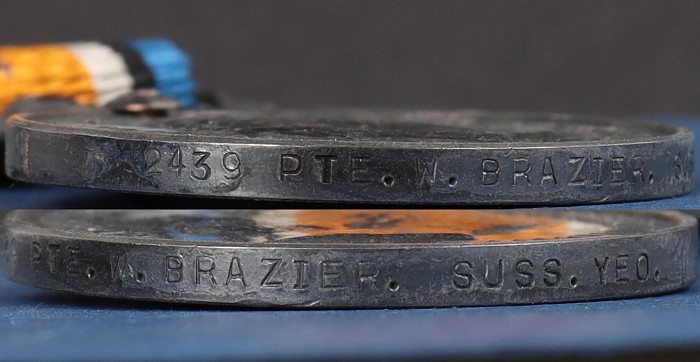 2439 PTE. W. BRAZIER. S
PTE. W. BRAZIER. SUSS. YEO.